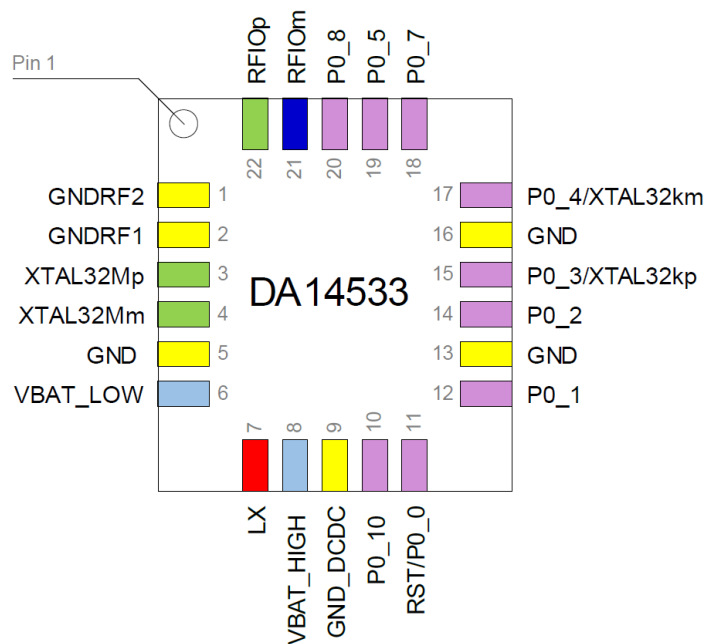 Pin 1
RFIOp
RFIOm
P0_8
P0_5
P0_7
22
21
20
19
18
GNDRF2 1
GNDRF1 2
XTAL32Mp 3
XTAL32Mm 4
GND 5
VBAT_LOW 6
DA14533
17 P0_4/XTAL32km
16 GND
15 P0_3/XTAL32kp
14 P0_2
13 GND
12 P0_1
7
8
9
10
11
LX
VBAT_HIGH
GND_DCDC
P0_10
RST/P0_0